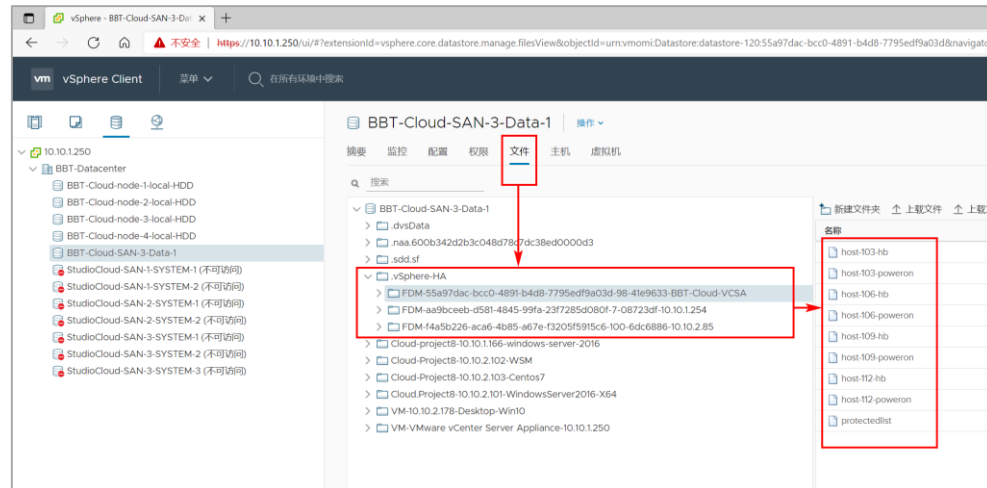 vSphere - BBT-Cloud-SAN-3-Dat
不安全 | https://10.10.1.250/ui/#?extensionId=vsphere.core.datastore.manage.filesView&objectId=urn:vmomi:Datastore:datastore-120:55a97dac-bcc0-4891-b4d8-7795edf9a03d&navigato
vm vSphere Client 菜单 在所有环境中搜索
10.10.1.250
BBT-Datacenter
BBT-Cloud-node-1-local-HDD
BBT-Cloud-node-2-local-HDD
BBT-Cloud-node-3-local-HDD
BBT-Cloud-node-4-local-HDD
BBT-Cloud-SAN-3-Data-1
StudioCloud-SAN-1-SYSTEM-1 (不可访问)
StudioCloud-SAN-1-SYSTEM-2 (不可访问)
StudioCloud-SAN-2-SYSTEM-1 (不可访问)
StudioCloud-SAN-2-SYSTEM-2 (不可访问)
StudioCloud-SAN-3-SYSTEM-1 (不可访问)
StudioCloud-SAN-3-SYSTEM-2 (不可访问)
StudioCloud-SAN-3-SYSTEM-3 (不可访问)
BBT-Cloud-SAN-3-Data-1 操作
摘要 监控 配置 权限 文件 主机 虚拟机
搜索
BBT-Cloud-SAN-3-Data-1
.dvsData
.naa.600b342d2b3c048d78d7dc38ed0000d3
.sdd.sf
.vSphere-HA
FDM-55a97dac-bcc0-4891-b4d8-7795edf9a03d-98-41e9633-BBT-Cloud-VCSA
FDM-aa9bceeb-d581-4845-99fa-23f7285d080f-7-08723df-10.10.1.254
FDM-f4a5b226-aca6-4b85-a67e-f3205f5915c6-100-6dc6886-10.10.2.85
Cloud-project8-10.10.1.166-windows-server-2016
Cloud-Project8-10.10.2.102-WSM
Cloud-Project8-10.10.2.103-Centos7
Cloud.Project8-10.10.2.101-WindowsServer2016-X64
VM-10.10.2.178-Desktop-Win10
VM-VMware vCenter Server Appliance-10.10.1.250
新建文件夹 上载文件 上载
名称
host-103-hb
host-103-poweron
host-106-hb
host-106-poweron
host-109-hb
host-109-poweron
host-112-hb
host-112-poweron
protectedlist